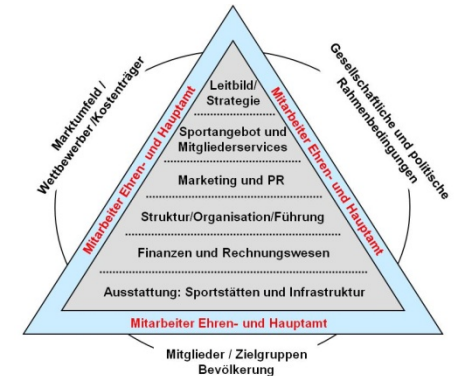 Leitbild/
Strategie
Sportangebot und
Mitgliederservices
Marketing und PR
Struktur/Organisation/Führung
Finanzen und Rechnungswesen
Ausstattung: Sportstätten und Infrastruktur
Mitarbeiter Ehren- und Hauptamt
Mitarbeiter Ehren- und Hauptamt
Mitarbeiter Ehren- und Hauptamt
Marktumfeld /
Wettbewerber/Kostenträger
Gesellschaftliche und politische
Rahmenbedingungen
Mitglieder / Zielgruppen
Bevölkerung